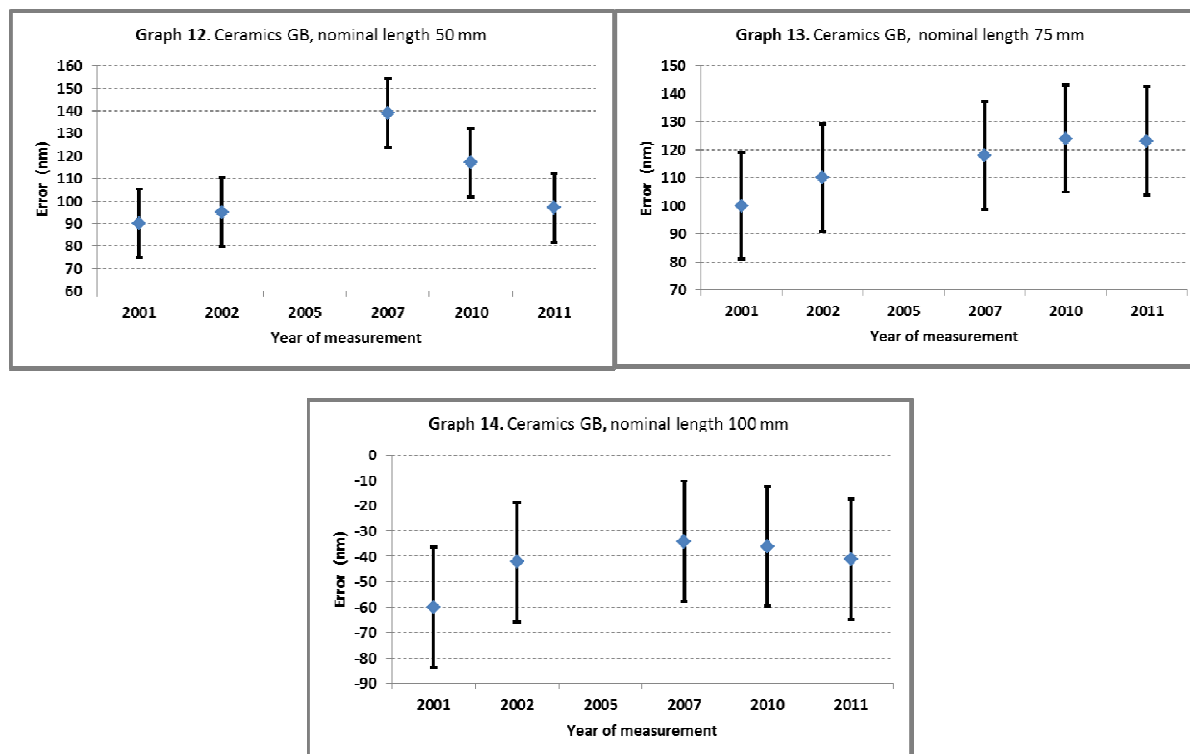 Graph 12. Ceramics GB, nominal length 50 mm
160
150
140
130
120
110
100
90
80
70
60
Error (nm)
2001 2002 2005 2007 2010 2011
Year of measurement
Graph 13. Ceramics GB, nominal length 75 mm
150
140
130
120
110
100
90
80
70
Error (nm)
2001 2002 2005 2007 2010 2011
Year of measurement
Graph 14. Ceramics GB, nominal length 100 mm
0
-10
-20
-30
-40
-50
-60
-70
-80
-90
Error (nm)
2001 2002 2005 2007 2010 2011
Year of measurement